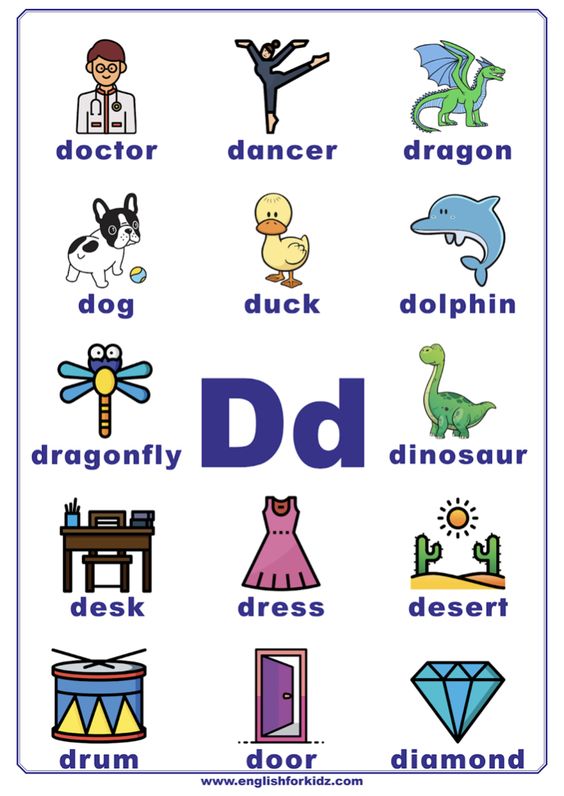 doctor
dancer
dragon
dog
duck
dolphin
dragonfly
Dd
dinosaur
desk
dress
desert
drum
door
diamond
www.englishforkidz.com